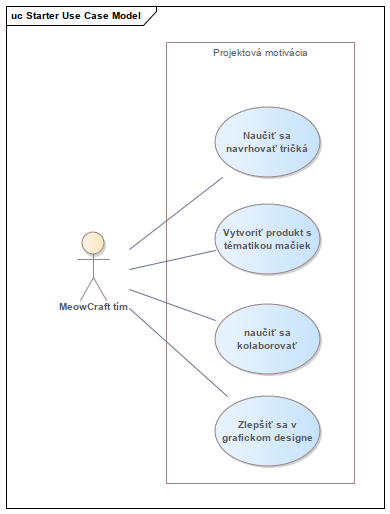 uc Starter Use Case Model
Projektová motivácia
Naučiť sa
navrhovať tričká
Vytvoriť produkt s
tématikou mačiek
MeowCraft tím
naučiť sa
kolaborovať
Zlepšiť sa v
grafickom designe